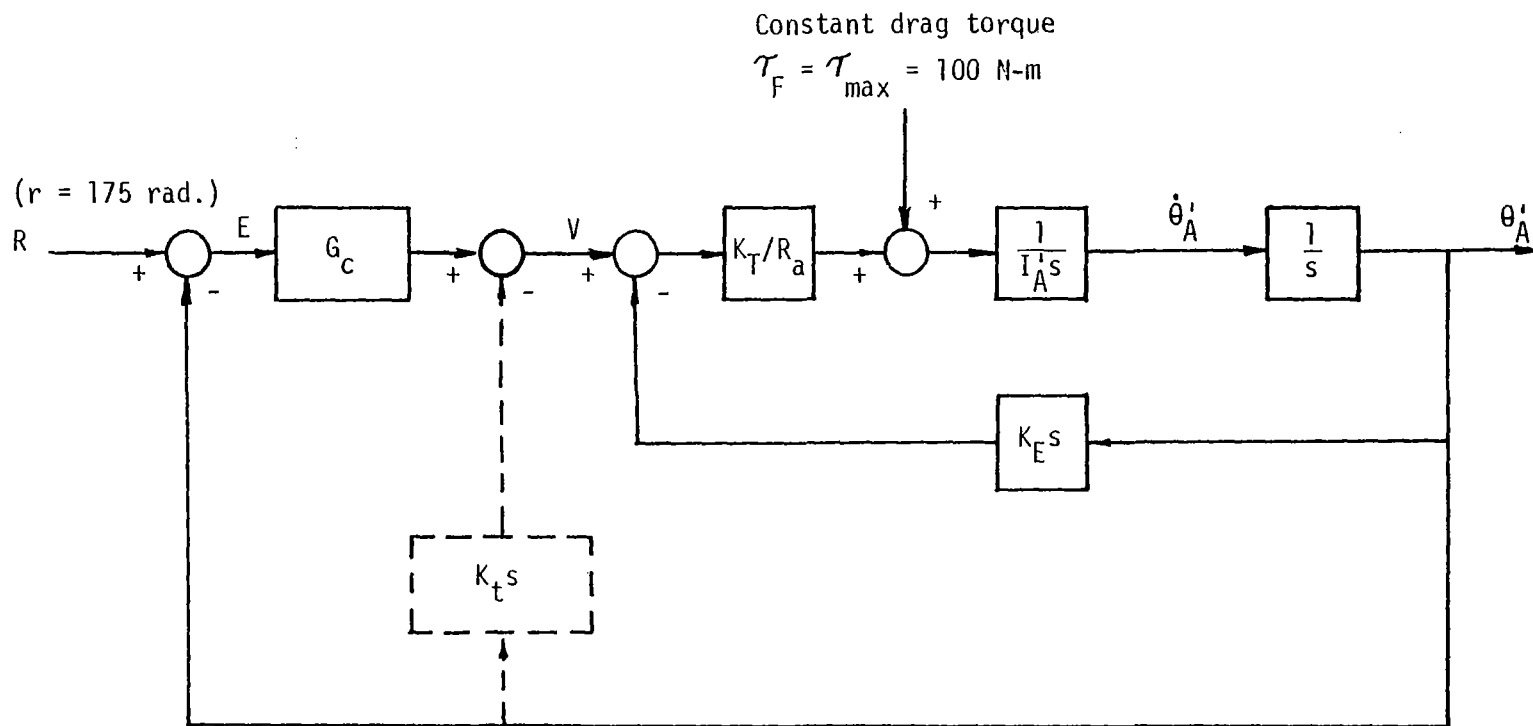 Constant drag torque
τ_F = τ_max = 100 N-m
(r = 175 rad.)
R
+
-
E
G_c
+
-
V
+
-
K_T/R_a
+
+
1
I'_A s
θ̇'_A
1
s
θ'_A
K_E s
K_t s